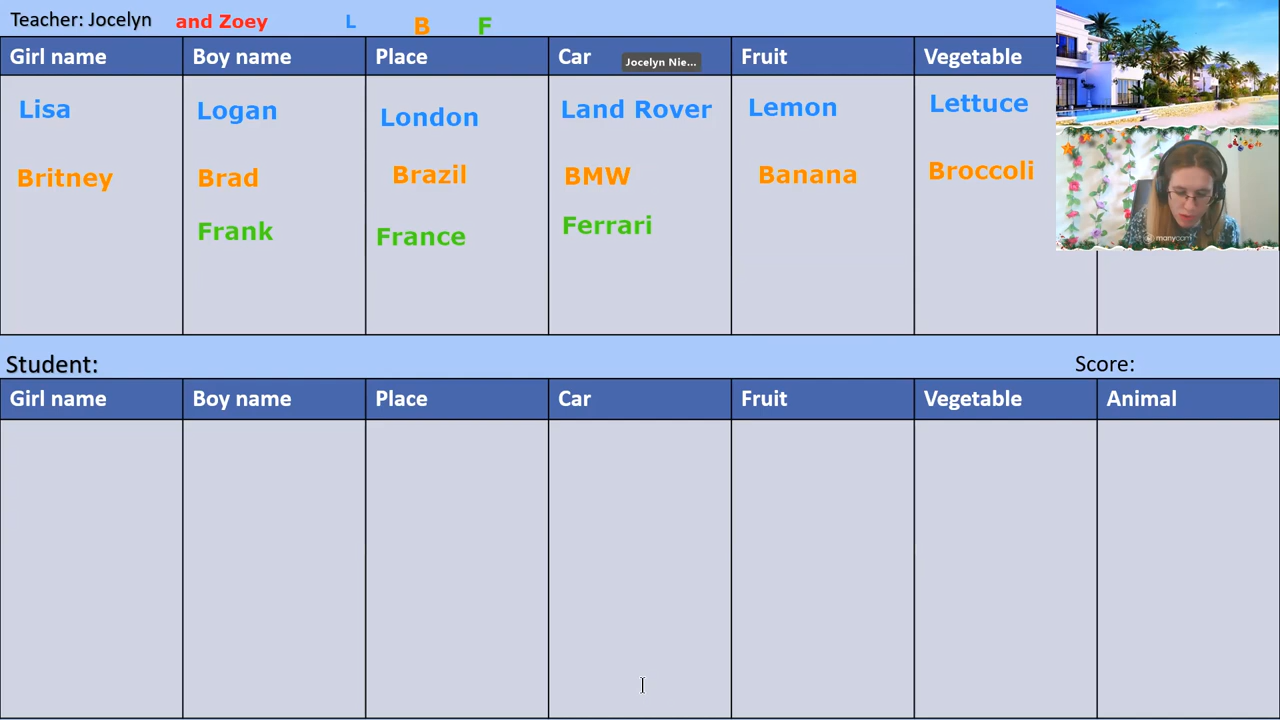 Teacher: Jocelyn and Zoey L B F
Girl name Boy name Place Car Jocelyn Nie... Fruit Vegetable
Lisa Logan London Land Rover Lemon Lettuce
Britney Brad Brazil BMW Banana Broccoli
Frank France Ferrari
manycam
Student: Score:
Girl name Boy name Place Car Fruit Vegetable Animal